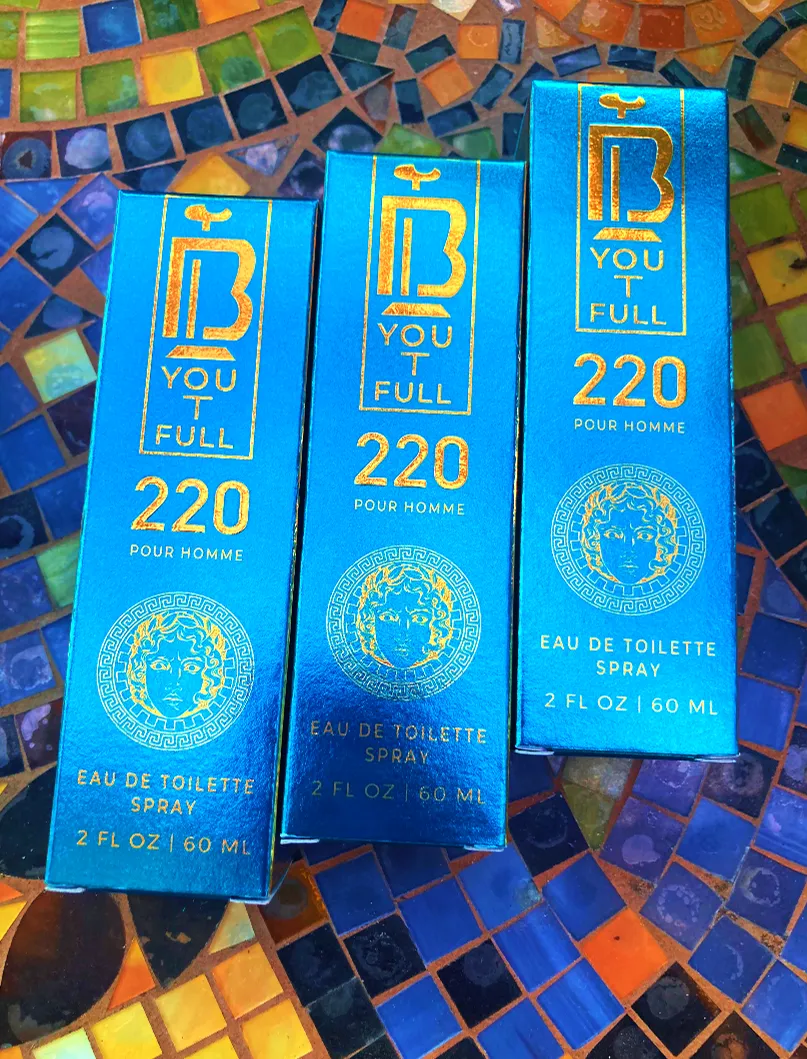 B
YOU
T
FULL
220
POUR HOMME
EAU DE TOILETTE
SPRAY
2 FL OZ | 60 ML
B
YOU
T
FULL
220
POUR HOMME
EAU DE TOILETTE
SPRAY
2 FL OZ | 60 ML
B
YOU
T
FULL
220
POUR HOMME
EAU DE TOILETTE
SPRAY
2 FL OZ | 60 ML